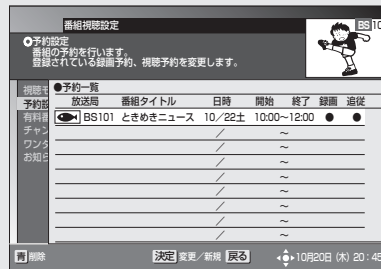 番組視聴設定
BS 10
予約設定
番組の予約を行います。
登録されている録画予約、視聴予約を変更します。
視聴モ
予約設
有料番
チャン
ワンタ
お知ら
●予約一覧
放送局 番組タイトル 日時 開始 終了 録画 追従
BS101 ときめきニュース 10／22土 10:00～12:00 ● ●
／ ～
／ ～
／ ～
／ ～
／ ～
／ ～
／ ～
／ ～
青 削除 決定 変更／新規 戻る 10月20日 (木) 20：45